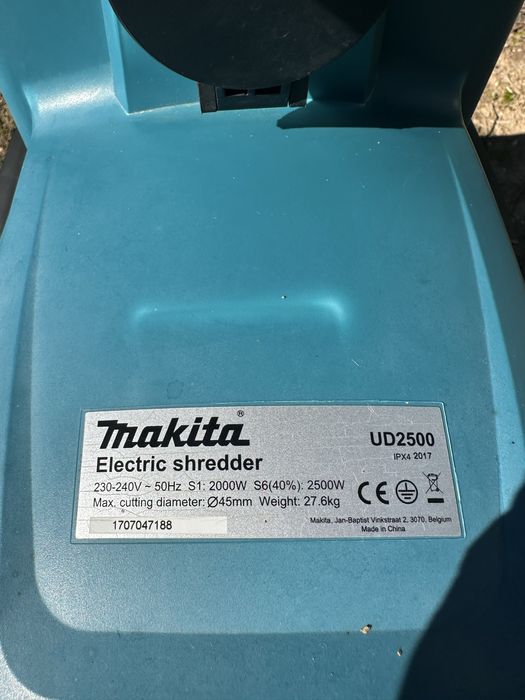 Makita®
UD2500
Electric shredder
IPX4 2017
230-240V ~ 50Hz S1: 2000W S6(40%): 2500W
Max. cutting diameter: Ø45mm Weight: 27.6kg
CE
1707047188
Makita, Jan-Baptist Vinkstraat 2, 3070, Belgium
Made in China